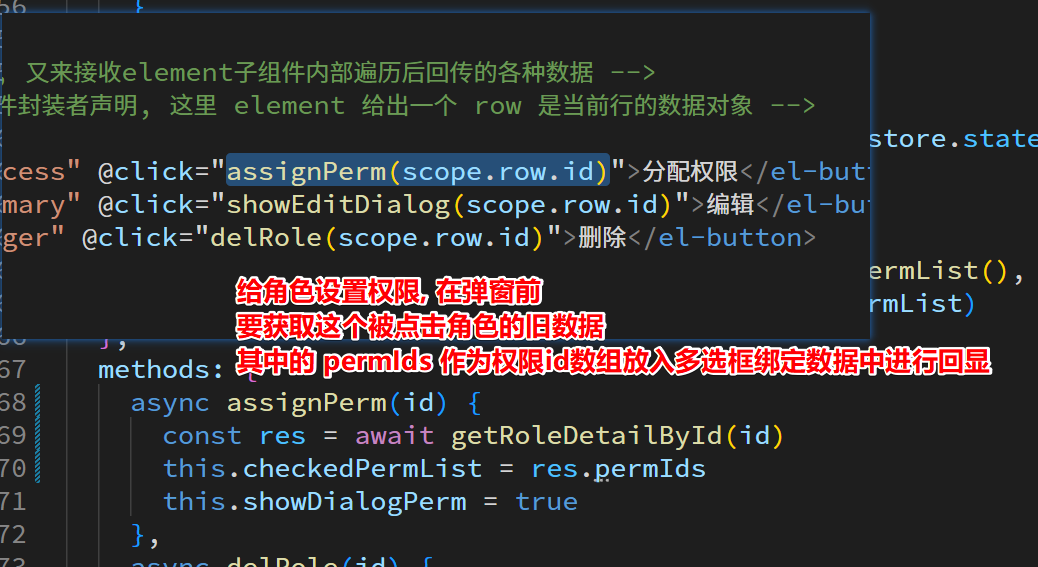 56 }
, 又来接收element子组件内部遍历后回传的各种数据 -->
件封装者声明, 这里 element 给出一个 row 是当前行的数据对象 -->
store.state
cess" @click="assignPerm(scope.row.id)">分配权限</el-but
mary" @click="showEditDialog(scope.row.id)">编辑</el-bu
ger" @click="delRole(scope.row.id)">删除</el-button>
ermList(),
给角色设置权限, 在弹窗前
rmList)
要获取这个被点击角色的旧数据
},
其中的 permIds 作为权限id数组放入多选框绑定数据中进行回显
67 methods: {
68 async assignPerm(id) {
69 const res = await getRoleDetailById(id)
70 this.checkedPermList = res.permIds
71 this.showDialogPerm = true
72 },
73 async delRole(id) {